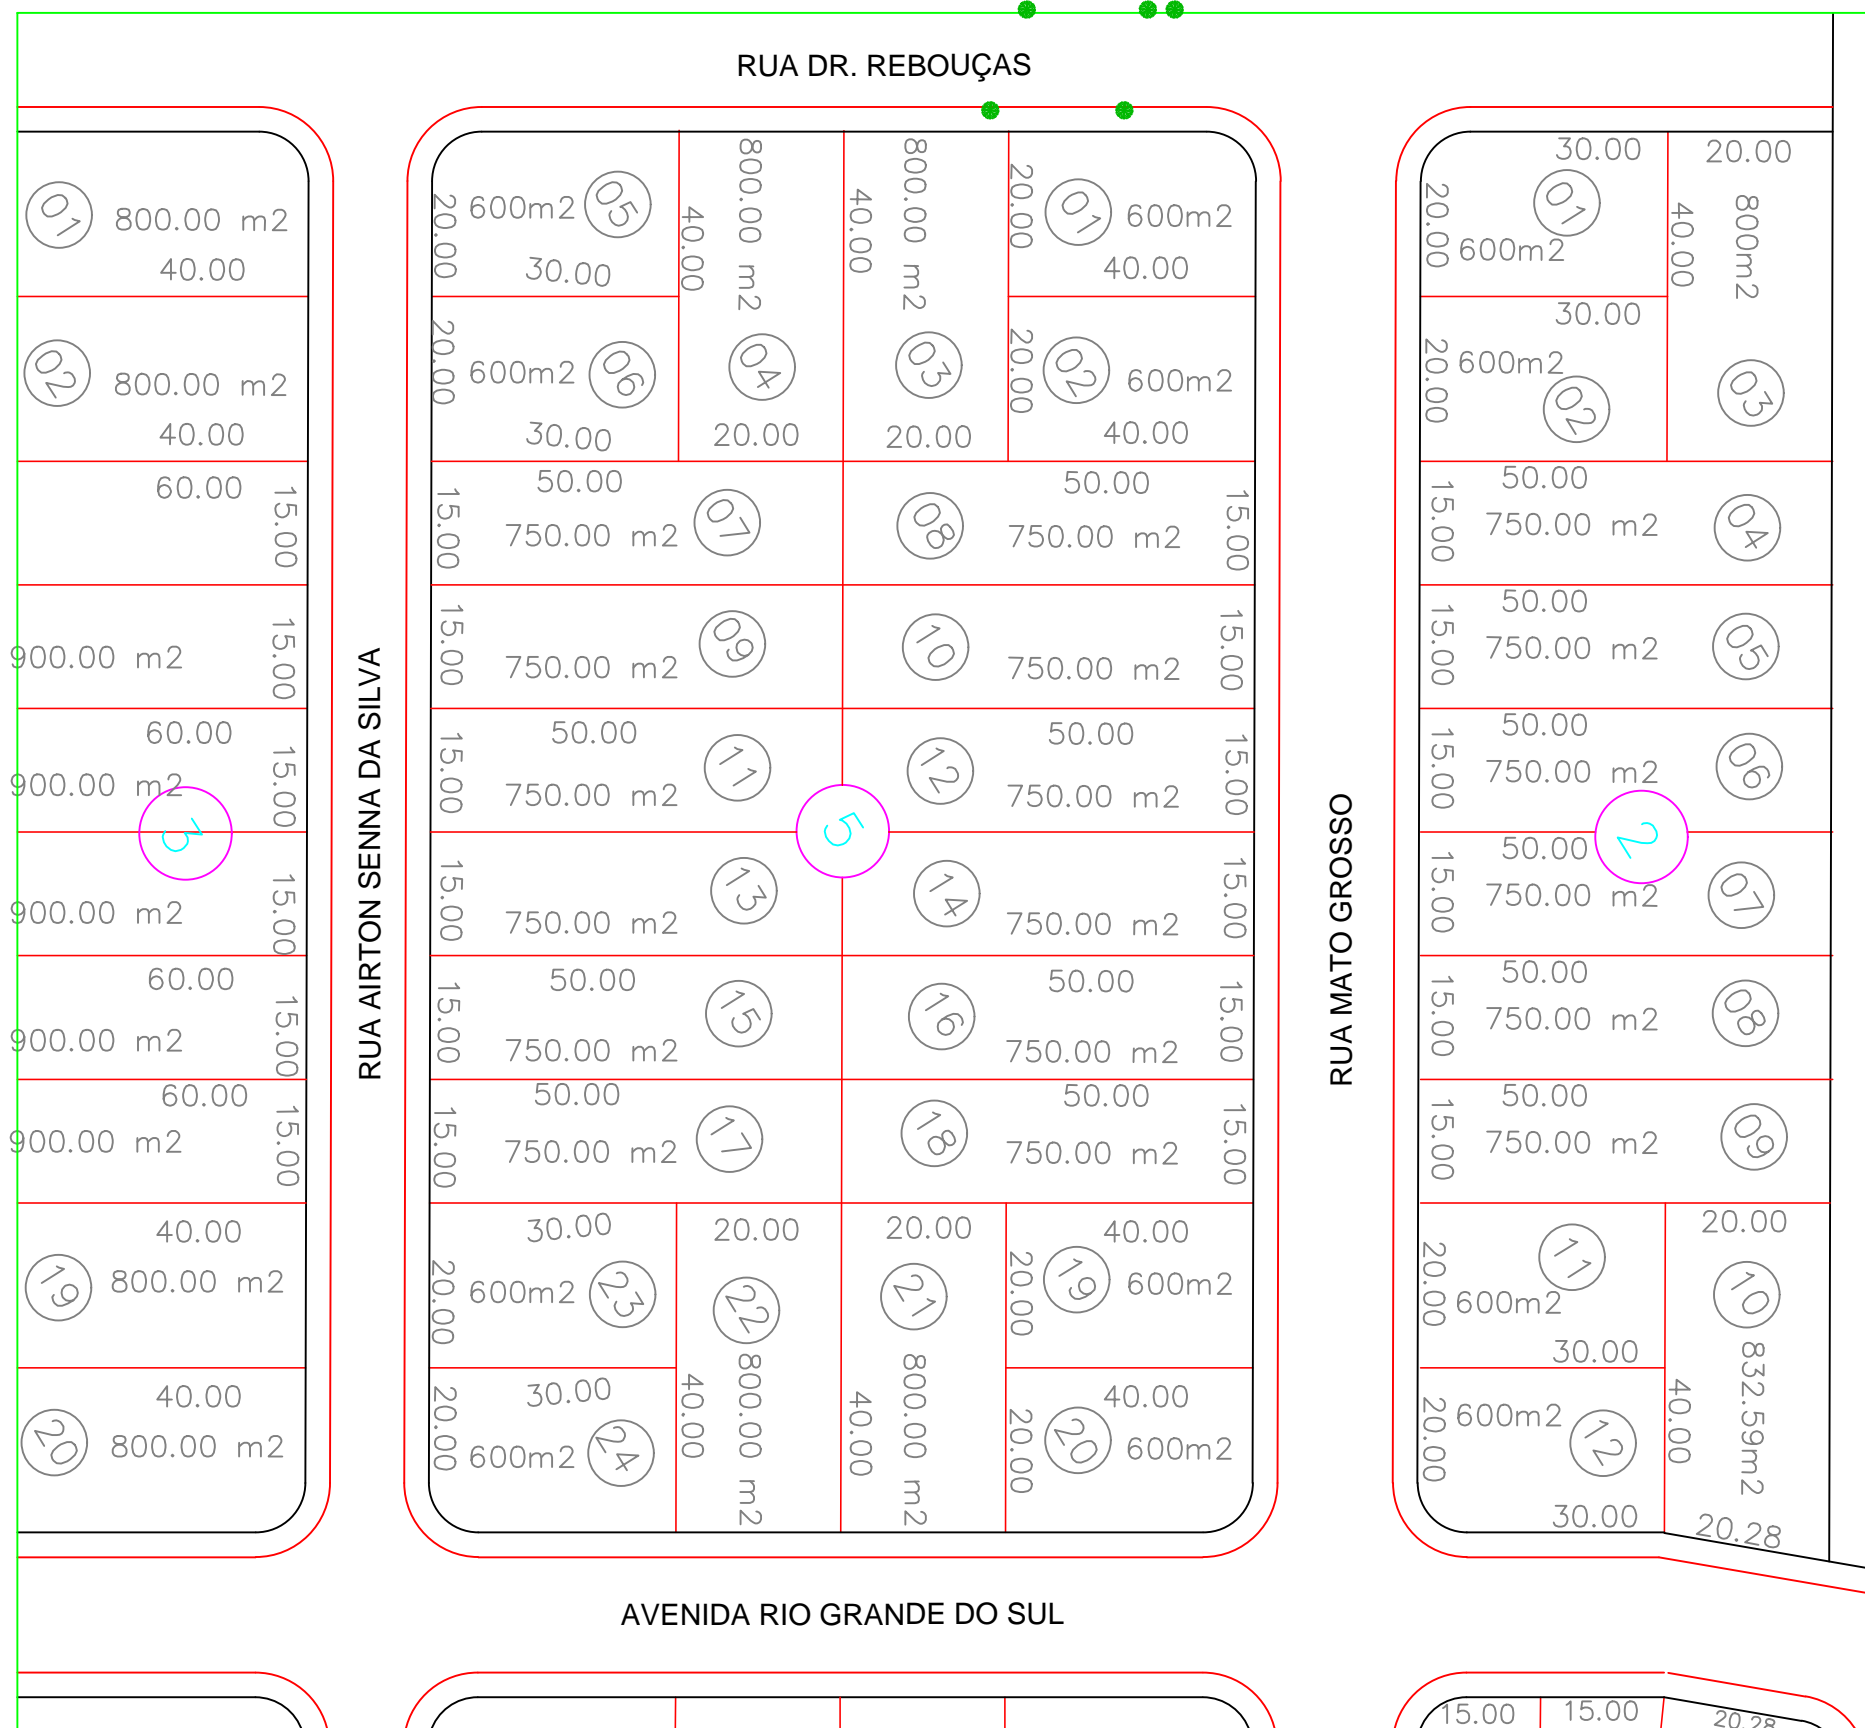 RUA DR. REBOUÇAS
01
800.00 m2
40.00
02
800.00 m2
40.00
60.00
15.00
900.00 m2
15.00
60.00
900.00 m2
15.00
3
900.00 m2
15.00
60.00
900.00 m2
15.00
60.00
900.00 m2
15.00
40.00
19
800.00 m2
40.00
20
800.00 m2
RUA AIRTON SENNA DA SILVA
20.00
600m2
05
30.00
20.00
600m2
06
30.00
40.00
800.00 m2
04
20.00
40.00
800.00 m2
03
20.00
20.00
01
600m2
40.00
20.00
02
600m2
40.00
50.00
15.00
750.00 m2
07
50.00
08
750.00 m2
15.00
15.00
750.00 m2
09
10
750.00 m2
15.00
50.00
15.00
750.00 m2
11
50.00
12
750.00 m2
15.00
5
15.00
750.00 m2
13
14
750.00 m2
15.00
50.00
15.00
750.00 m2
15
50.00
16
750.00 m2
15.00
50.00
15.00
750.00 m2
17
50.00
18
750.00 m2
15.00
30.00
20.00
600m2
23
30.00
20.00
600m2
24
20.00
22
40.00
800.00 m2
20.00
21
40.00
800.00 m2
40.00
20.00
19
600m2
40.00
20.00
20
600m2
RUA MATO GROSSO
30.00
20.00
01
600m2
30.00
20.00
600m2
02
20.00
40.00
800m2
03
50.00
15.00
750.00 m2
04
50.00
15.00
750.00 m2
05
50.00
15.00
750.00 m2
06
2
50.00
15.00
750.00 m2
07
50.00
15.00
750.00 m2
08
50.00
15.00
750.00 m2
09
20.00
11
600m2
30.00
20.00
600m2
12
30.00
20.00
10
40.00
832.59m2
20.28
AVENIDA RIO GRANDE DO SUL
15.00
15.00
20.28